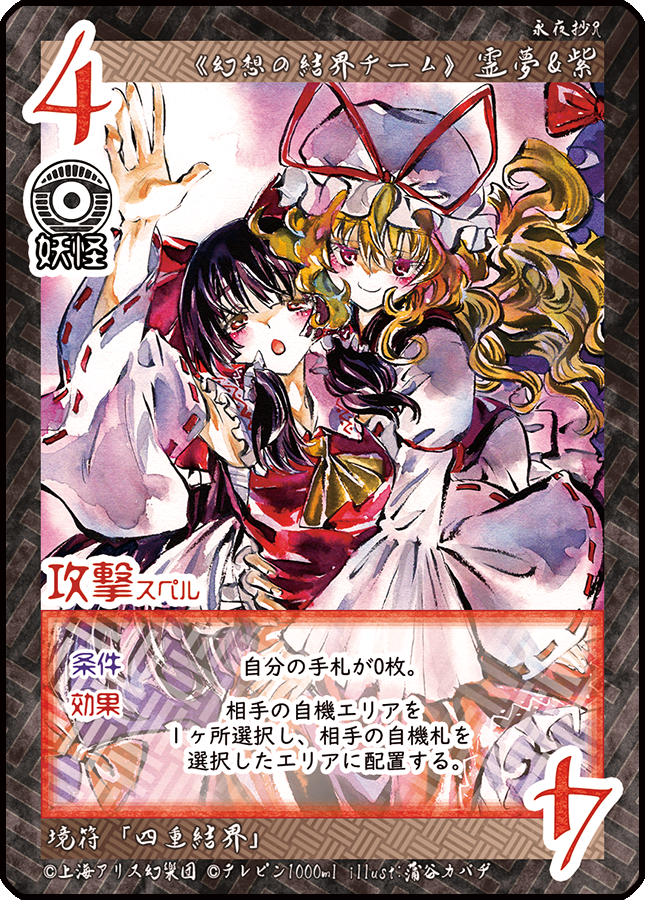 永夜抄
4
《幻想の結界チーム》 霊夢&紫
妖怪
攻撃スペル
条件
自分の手札が0枚。
効果
相手の自機エリアを
1ヶ所選択し、相手の自機札を
選択したエリアに配置する。
4
境符「四重結界」
©上海アリス幻樂団 ©テレピン1000ml illust:蒲谷カバヂ